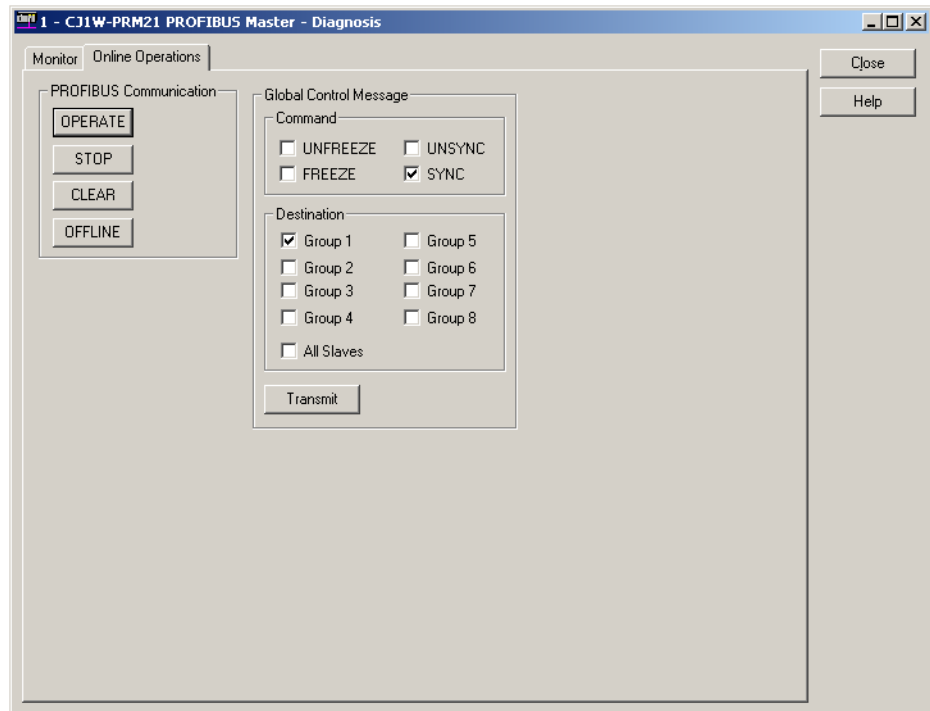 1 - CJ1W-PRM21 PROFIBUS Master - Diagnosis
Monitor
Online Operations
Close
Help
PROFIBUS Communication
OPERATE
STOP
CLEAR
OFFLINE
Global Control Message
Command
UNFREEZE
UNSYNC
FREEZE
SYNC
Destination
Group 1
Group 5
Group 2
Group 6
Group 3
Group 7
Group 4
Group 8
All Slaves
Transmit